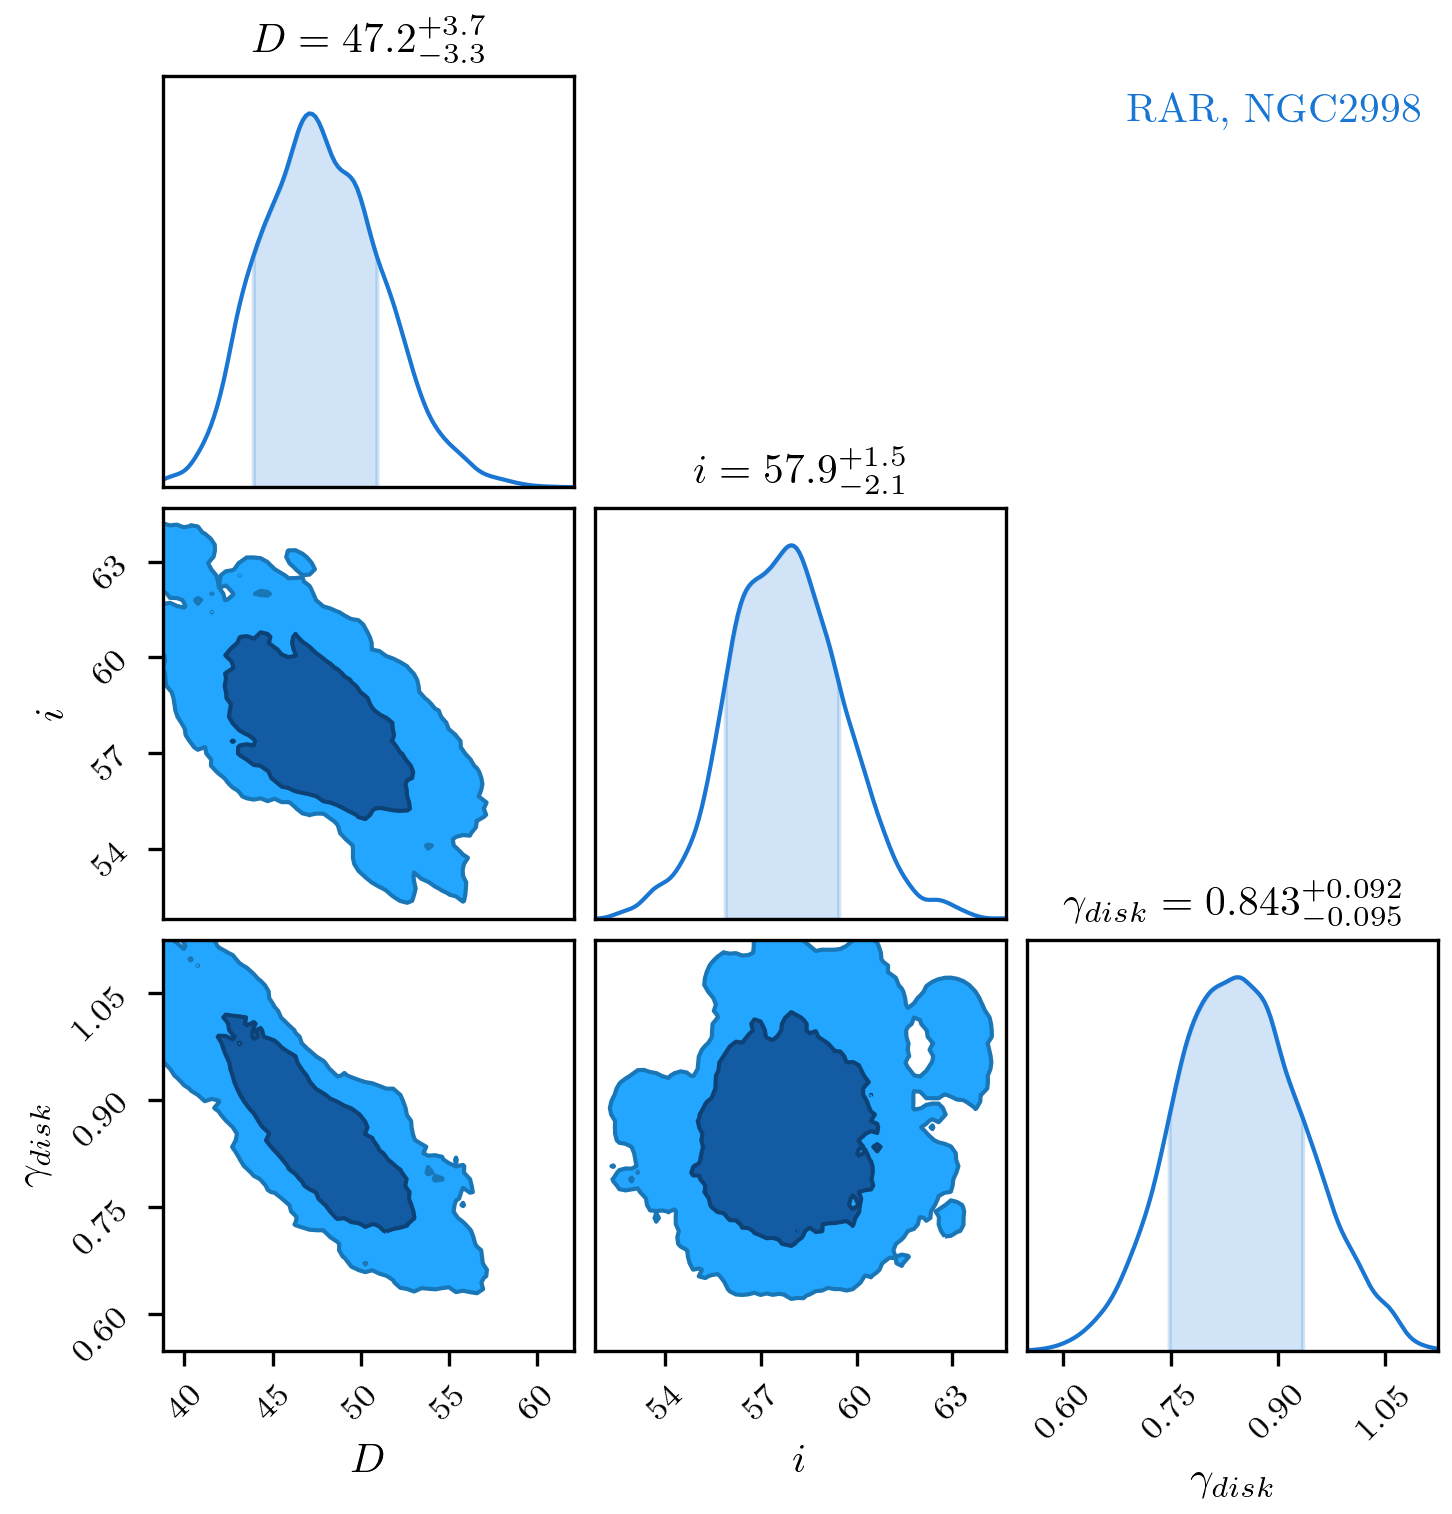 D = 47.2^{+3.7}_{-3.3}
RAR, NGC2998
i = 57.9^{+1.5}_{-2.1}
63
60
57
54
i
γ_{disk} = 0.843^{+0.092}_{-0.095}
1.05
0.90
0.75
0.60
γ_{disk}
40 45 50 55 60
D
54 57 60 63
i
0.60 0.75 0.90 1.05
γ_{disk}